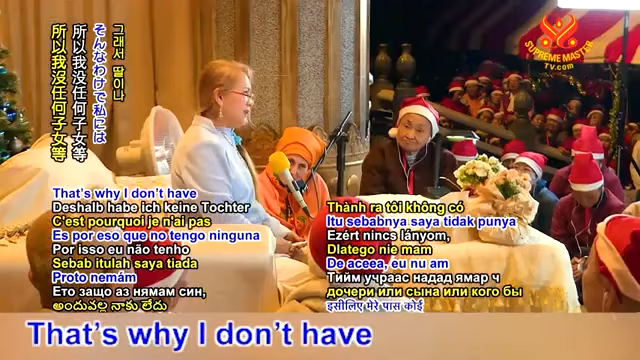 그래서 딸이나
そんなわけで私には
所以我没任何子女等
所以我沒任何子女等
SUPREME MASTER
TV.com
That's why I don't have
Deshalb habe ich keine Tochter
C'est pourquoi je n'ai pas
Es por eso que no tengo ninguna
Por isso eu não tenho
Sebab itulah saya tiada
Proto nemám
Ето защо аз нямам син,
అందువల్ల నాకు లేదు
Thành ra tôi không có
Itu sebabnya saya tidak punya
Ezért nincs lányom,
Dlatego nie mam
De aceea, eu nu am
Тийм учраас надад ямар ч
дочери или сына или кого бы
इसीलिए मेरे पास कोई
That's why I don't have